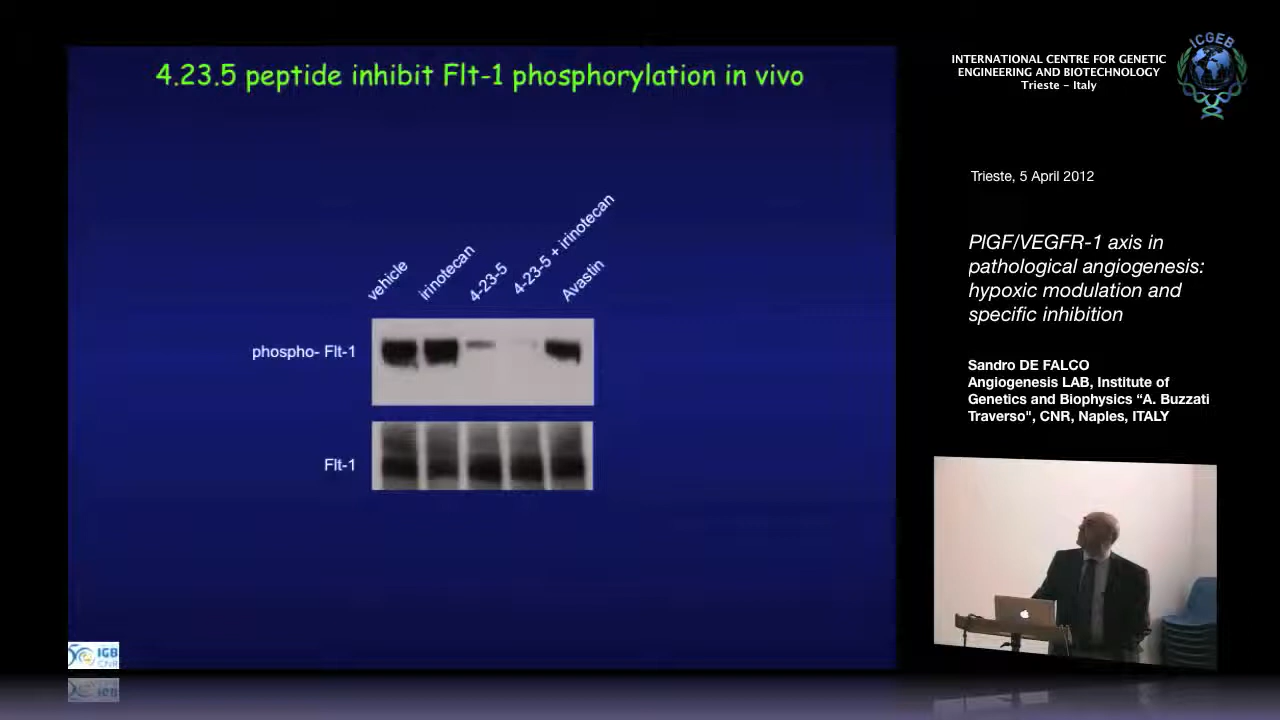 4.23.5 peptide inhibit Flt-1 phosphorylation in vivo
vehicle
irinotecan
4-23-5
4-23-5 + irinotecan
Avastin
phospho- Flt-1
Flt-1
IGB
CNR
ICGEB
INTERNATIONAL CENTRE FOR GENETIC
ENGINEERING AND BIOTECHNOLOGY
Trieste – Italy
Trieste, 5 April 2012
PlGF/VEGFR-1 axis in
pathological angiogenesis:
hypoxic modulation and
specific inhibition
Sandro DE FALCO
Angiogenesis LAB, Institute of
Genetics and Biophysics “A. Buzzati
Traverso", CNR, Naples, ITALY